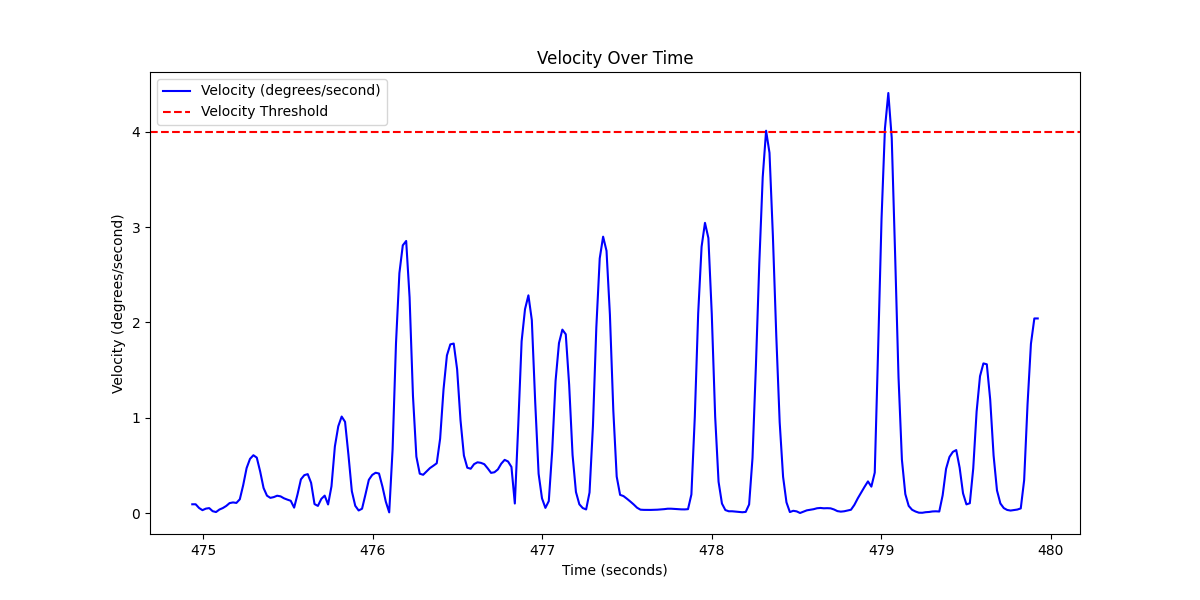 Velocity Over Time
Velocity (degrees/second)
Velocity Threshold
Velocity (degrees/second)
4
3
2
1
0
475 476 477 478 479 480
Time (seconds)